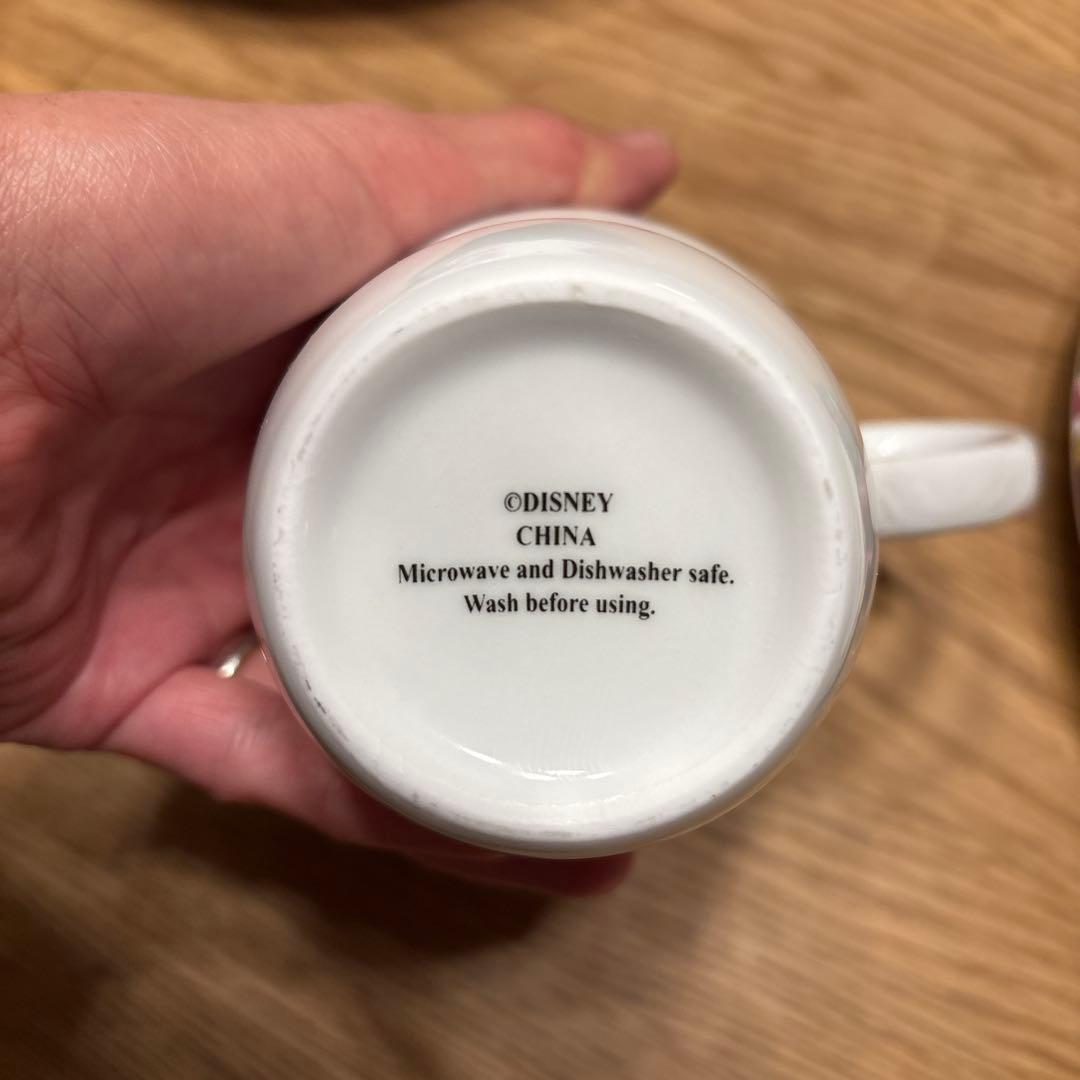 ©DISNEY
CHINA
Microwave and Dishwasher safe.
Wash before using.